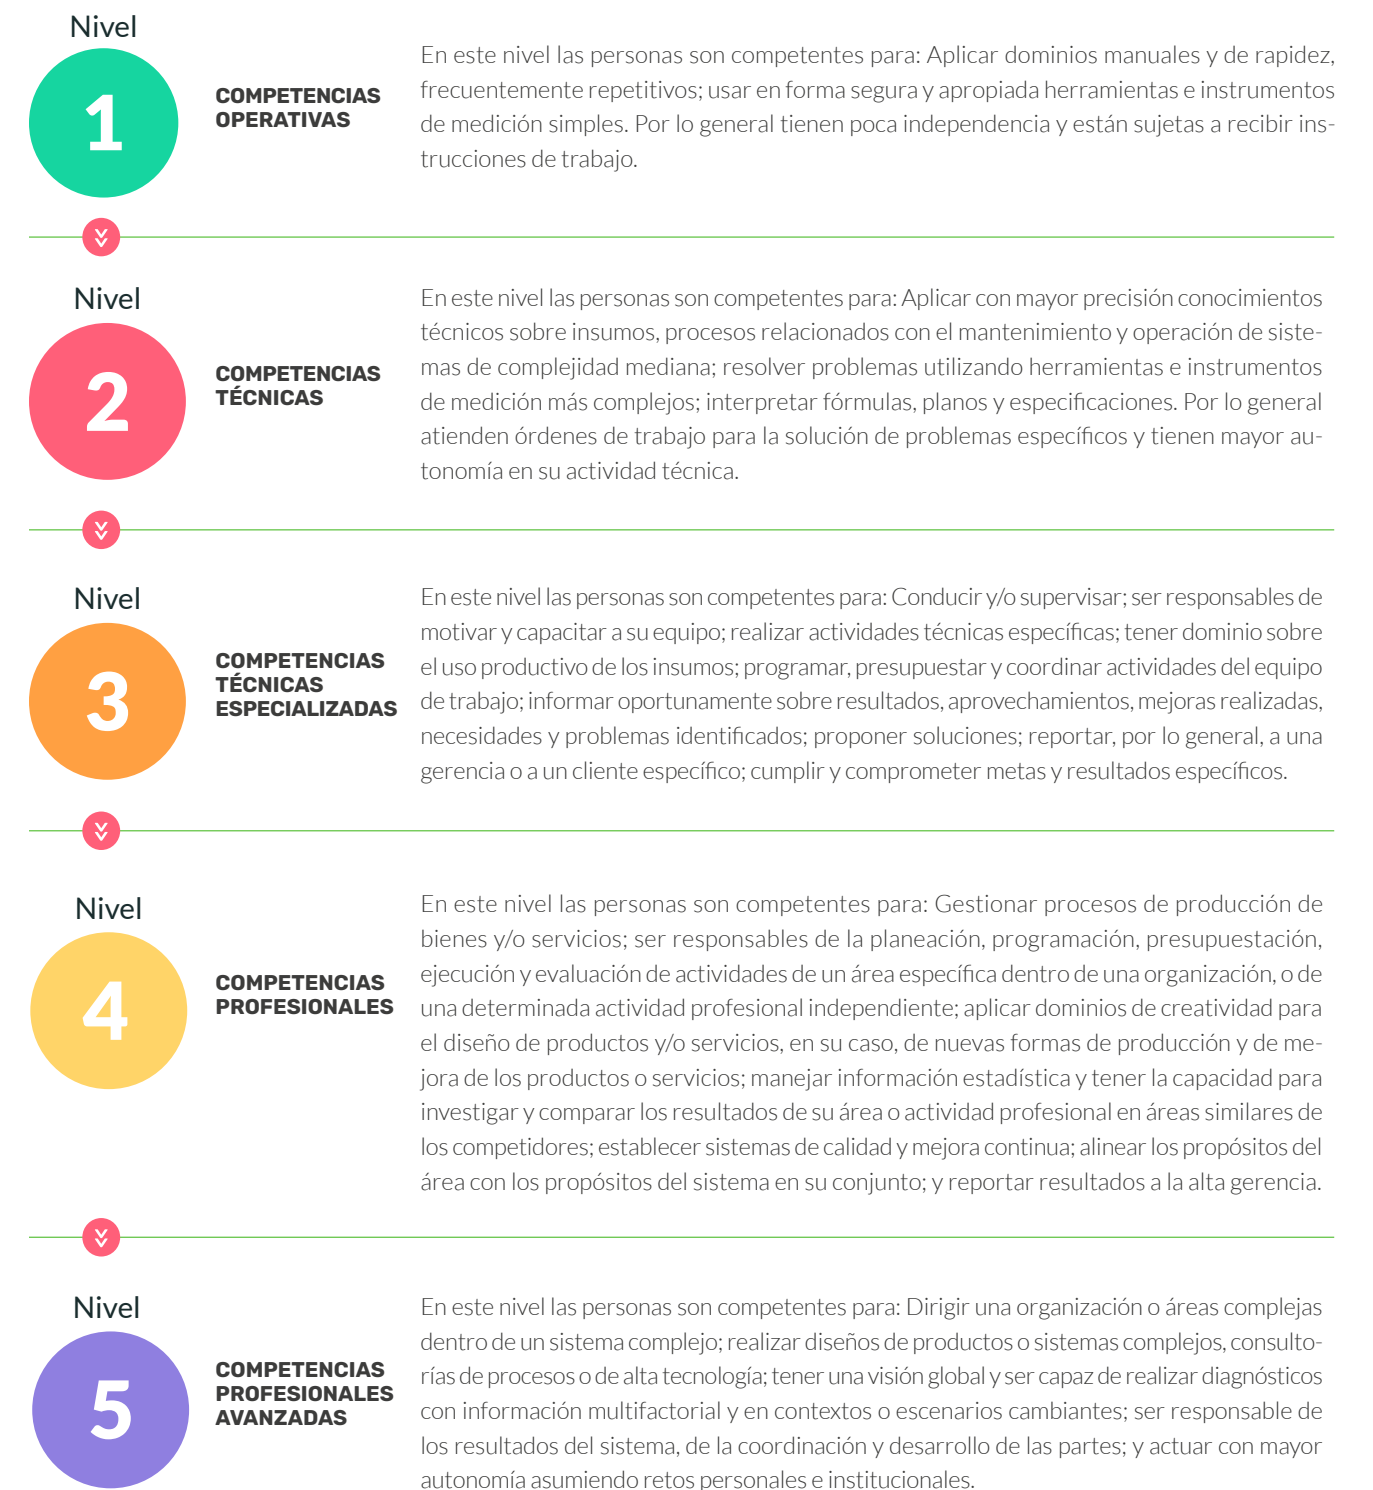 Nivel
1
COMPETENCIAS
OPERATIVAS
En este nivel las personas son competentes para: Aplicar dominios manuales y de rapidez,
frecuentemente repetitivos; usar en forma segura y apropiada herramientas e instrumentos
de medición simples. Por lo general tienen poca independencia y están sujetas a recibir ins-
trucciones de trabajo.
Nivel
2
COMPETENCIAS
TÉCNICAS
En este nivel las personas son competentes para: Aplicar con mayor precisión conocimientos
técnicos sobre insumos, procesos relacionados con el mantenimiento y operación de siste-
mas de complejidad mediana; resolver problemas utilizando herramientas e instrumentos
de medición más complejos; interpretar fórmulas, planos y especificaciones. Por lo general
atienden órdenes de trabajo para la solución de problemas específicos y tienen mayor au-
tonomía en su actividad técnica.
Nivel
3
COMPETENCIAS
TÉCNICAS
ESPECIALIZADAS
En este nivel las personas son competentes para: Conducir y/o supervisar; ser responsables de
motivar y capacitar a su equipo; realizar actividades técnicas específicas; tener dominio sobre
el uso productivo de los insumos; programar, presupuestar y coordinar actividades del equipo
de trabajo; informar oportunamente sobre resultados, aprovechamientos, mejoras realizadas,
necesidades y problemas identificados; proponer soluciones; reportar, por lo general, a una
gerencia o a un cliente específico; cumplir y comprometer metas y resultados específicos.
Nivel
4
COMPETENCIAS
PROFESIONALES
En este nivel las personas son competentes para: Gestionar procesos de producción de
bienes y/o servicios; ser responsables de la planeación, programación, presupuestación,
ejecución y evaluación de actividades de un área específica dentro de una organización, o de
una determinada actividad profesional independiente; aplicar dominios de creatividad para
el diseño de productos y/o servicios, en su caso, de nuevas formas de producción y de me-
jora de los productos o servicios; manejar información estadística y tener la capacidad para
investigar y comparar los resultados de su área o actividad profesional en áreas similares de
los competidores; establecer sistemas de calidad y mejora continua; alinear los propósitos del
área con los propósitos del sistema en su conjunto; y reportar resultados a la alta gerencia.
Nivel
5
COMPETENCIAS
PROFESIONALES
AVANZADAS
En este nivel las personas son competentes para: Dirigir una organización o áreas complejas
dentro de un sistema complejo; realizar diseños de productos o sistemas complejos, consulto-
rías de procesos o de alta tecnología; tener una visión global y ser capaz de realizar diagnósticos
con información multifactorial y en contextos o escenarios cambiantes; ser responsable de
los resultados del sistema, de la coordinación y desarrollo de las partes; y actuar con mayor
autonomía asumiendo retos personales e institucionales.